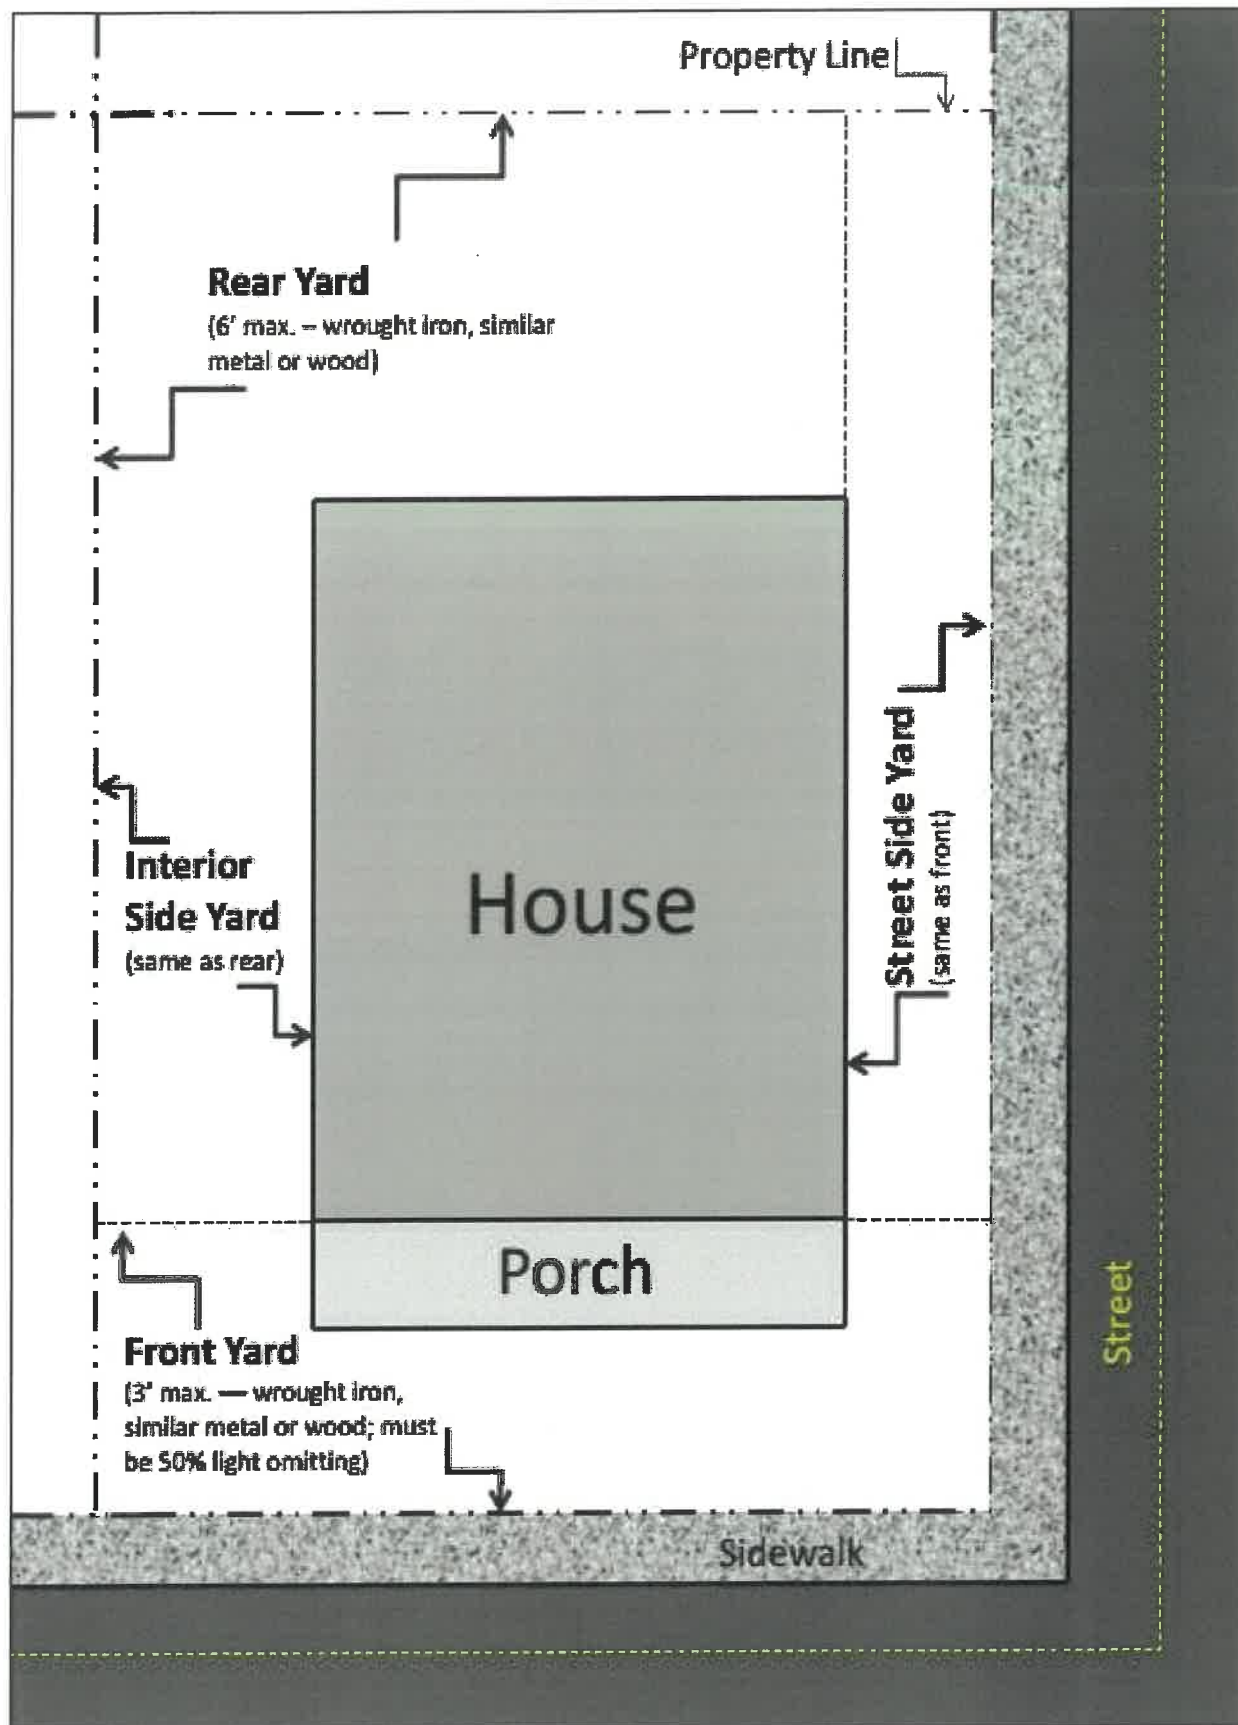 Property Line
Rear Yard
(6' max. – wrought iron, similar
metal or wood)
Street Side Yard
(same as front)
Interior
Side Yard
(same as rear)
House
Porch
Street
Front Yard
(3' max. — wrought iron,
similar metal or wood; must
be 50% light omitting)
Sidewalk